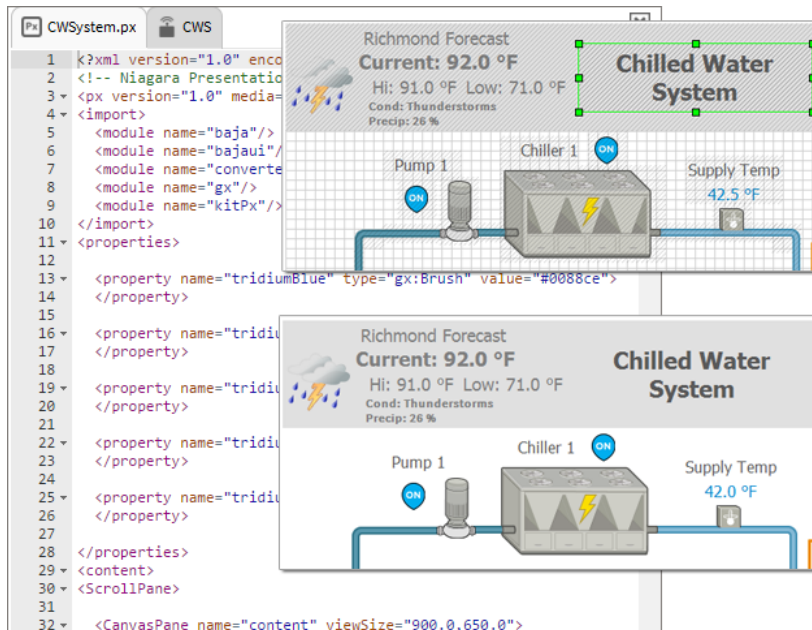 Px CWSystem.px
CWS
1 <?xml version="1.0" enco
2 <!-- Niagara Presentatio
3 <px version="1.0" media=
4 <import>
5 <module name="baja"/>
6 <module name="bajaui"/
7 <module name="converte
8 <module name="gx"/>
9 <module name="kitPx"/>
10 </import>
11 <properties>
12
13 <property name="tridiumBlue" type="gx:Brush" value="#0088ce">
14 </property>
15
16 <property name="tridiu
17 </property>
18
19 <property name="tridiu
20 </property>
21
22 <property name="tridiu
23 </property>
24
25 <property name="tridiu
26 </property>
27
28 </properties>
29 <content>
30 <ScrollPane>
31
32 <CanvasPane name="content" viewSize="900.0,650.0">
Richmond Forecast
Current: 92.0 °F
Hi: 91.0 °F Low: 71.0 °F
Cond: Thunderstorms
Precip: 26 %
Chilled Water
System
Chiller 1
ON
Pump 1
ON
Supply Temp
42.5 °F
Richmond Forecast
Current: 92.0 °F
Hi: 91.0 °F Low: 71.0 °F
Cond: Thunderstorms
Precip: 26 %
Chilled Water
System
Chiller 1
ON
Pump 1
ON
Supply Temp
42.0 °F